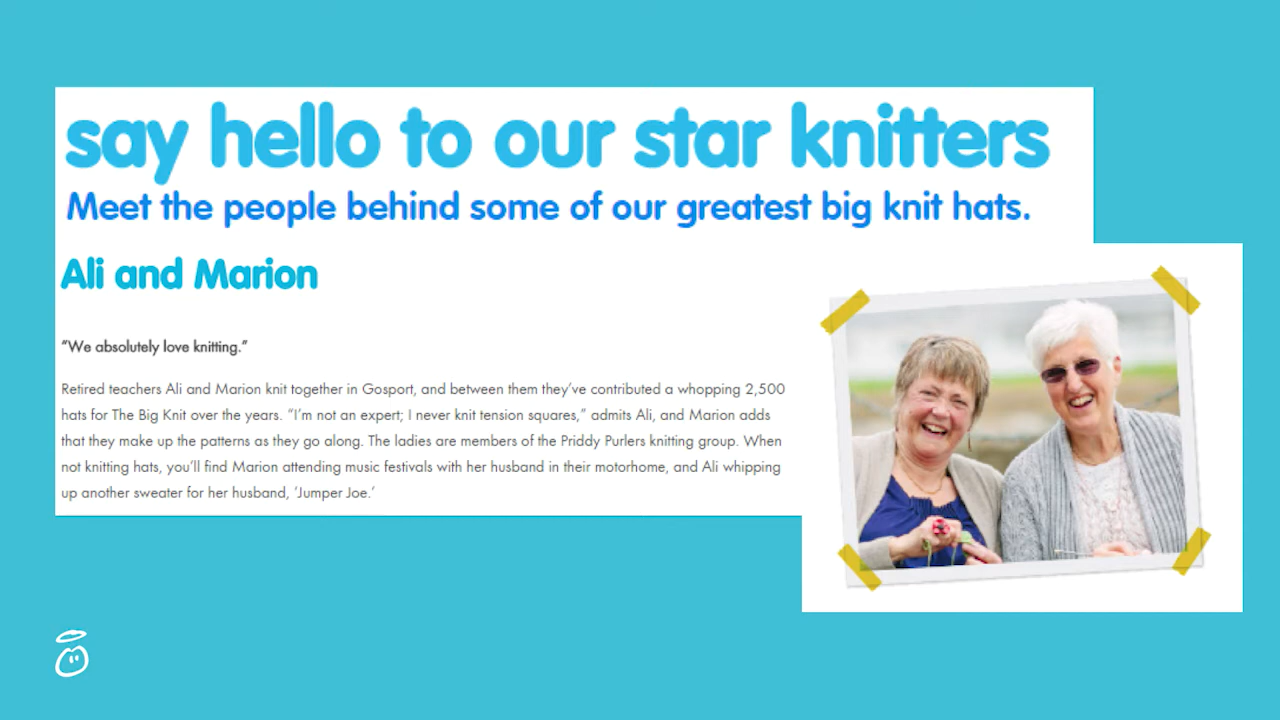 say hello to our star knitters
Meet the people behind some of our greatest big knit hats.
Ali and Marion
“We absolutely love knitting.”
Retired teachers Ali and Marion knit together in Gosport, and between them they’ve contributed a whopping 2,500
hats for The Big Knit over the years. “I’m not an expert; I never knit tension squares,” admits Ali, and Marion adds
that they make up the patterns as they go along. The ladies are members of the Priddy Purlers knitting group. When
not knitting hats, you’ll find Marion attending music festivals with her husband in their motorhome, and Ali whipping
up another sweater for her husband, ‘Jumper Joe.’